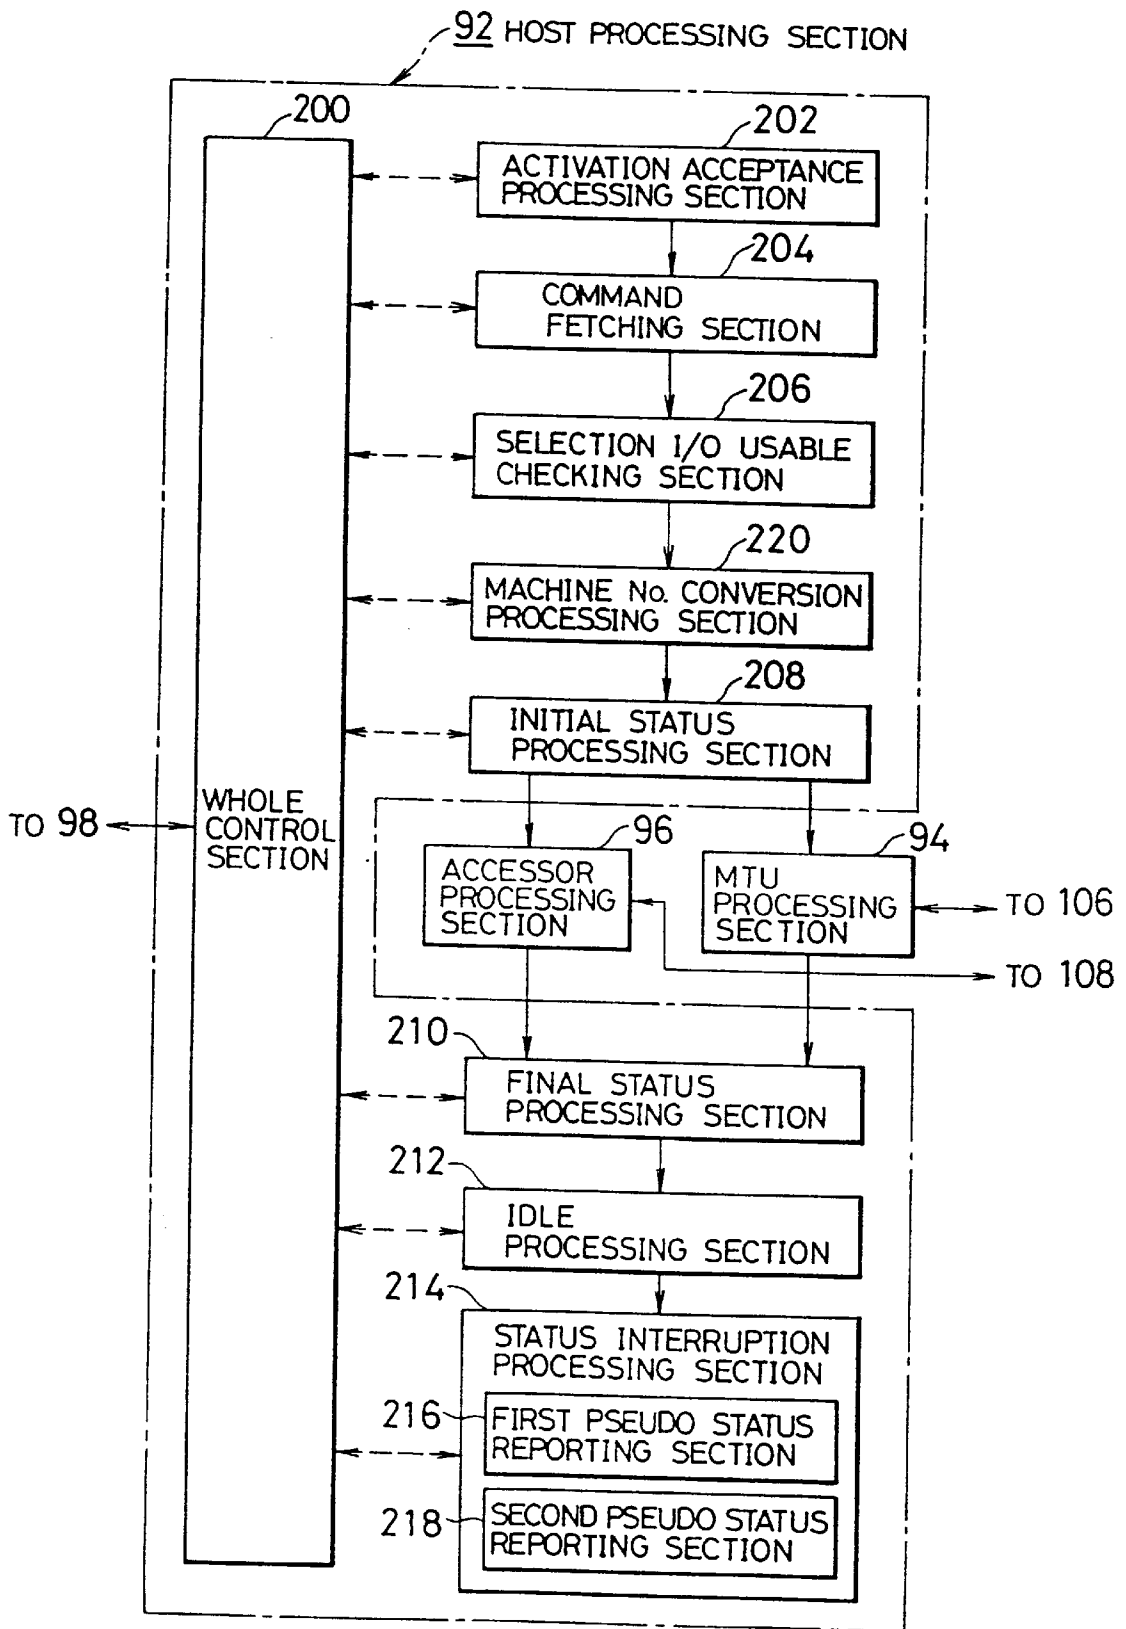 92 HOST PROCESSING SECTION
200
202
ACTIVATION ACCEPTANCE
PROCESSING SECTION
204
COMMAND
FETCHING SECTION
206
SELECTION I/O USABLE
CHECKING SECTION
220
MACHINE No. CONVERSION
PROCESSING SECTION
208
INITIAL STATUS
PROCESSING SECTION
WHOLE
CONTROL
SECTION
TO 98
96
ACCESSOR
PROCESSING
SECTION
94
MTU
PROCESSING
SECTION
TO 106
TO 108
210
FINAL STATUS
PROCESSING SECTION
212
IDLE
PROCESSING SECTION
214
STATUS INTERRUPTION
PROCESSING SECTION
216
FIRST PSEUDO STATUS
REPORTING SECTION
218
SECOND PSEUDO STATUS
REPORTING SECTION